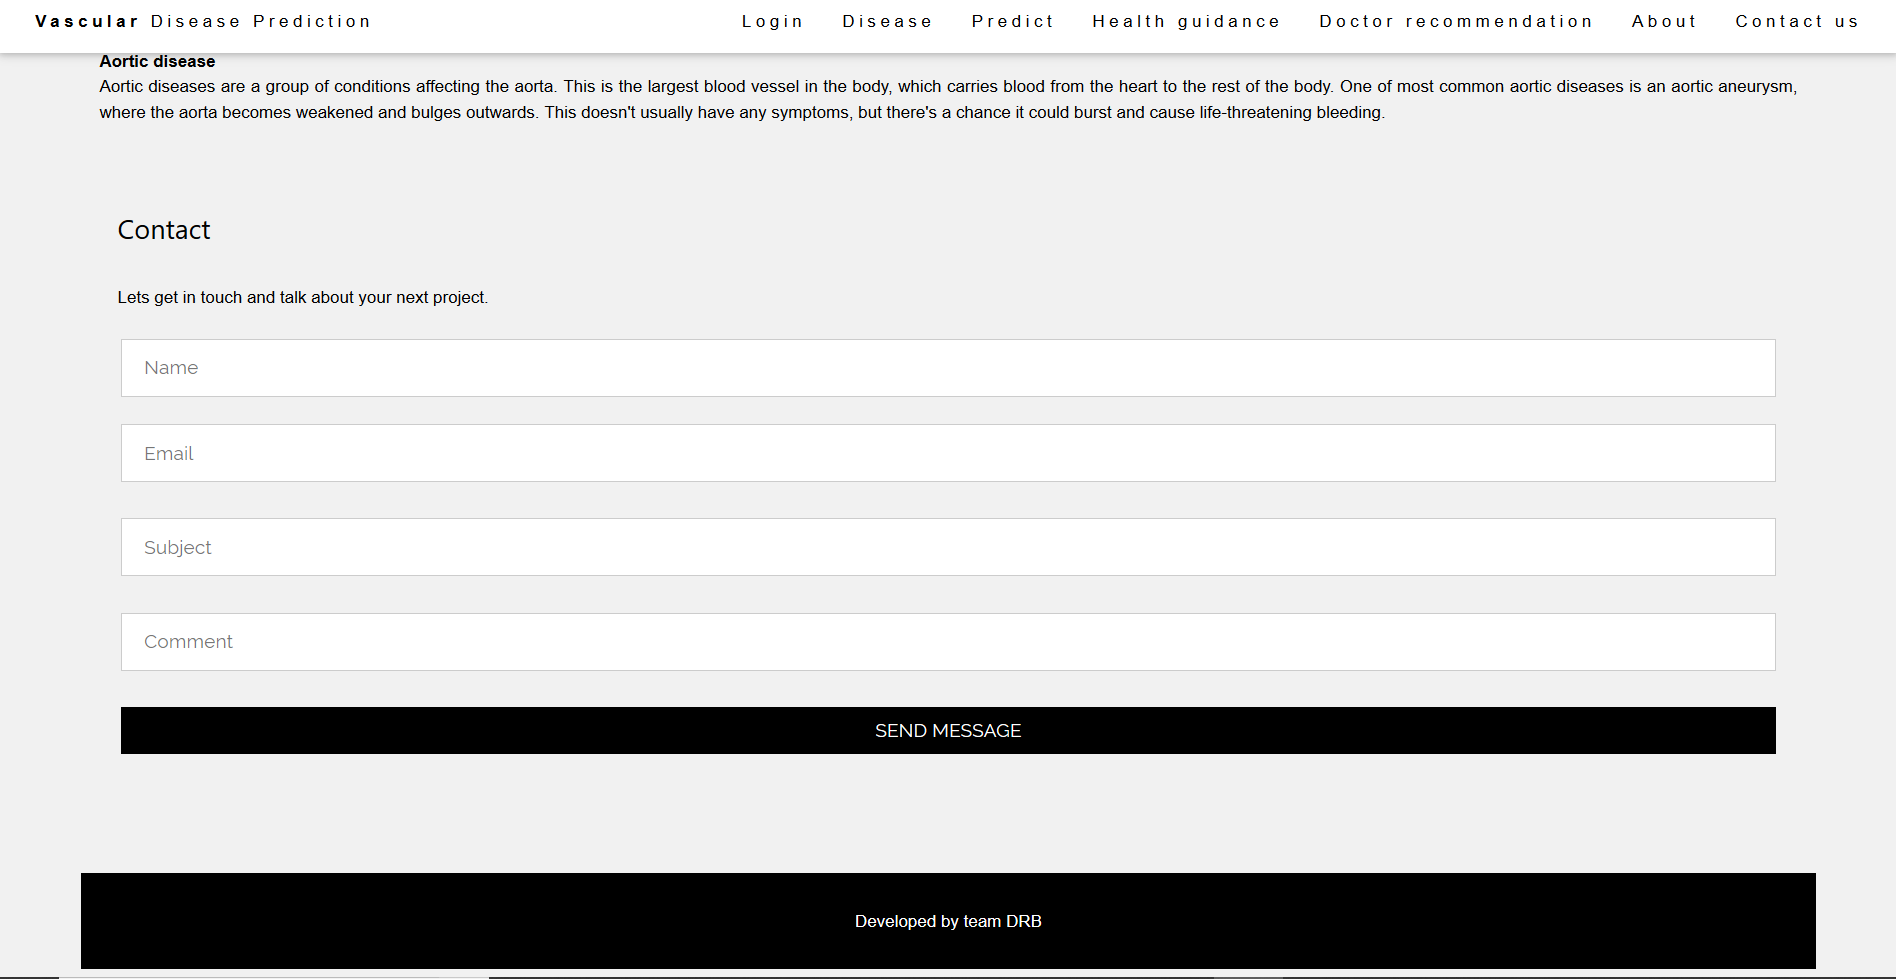 Vascular Disease Prediction Login Disease Predict Health guidance Doctor recommendation About Contact us
Aortic disease
Aortic diseases are a group of conditions affecting the aorta. This is the largest blood vessel in the body, which carries blood from the heart to the rest of the body. One of most common aortic diseases is an aortic aneurysm,
where the aorta becomes weakened and bulges outwards. This doesn't usually have any symptoms, but there's a chance it could burst and cause life-threatening bleeding.
Contact
Lets get in touch and talk about your next project.
Name
Email
Subject
Comment
SEND MESSAGE
Developed by team DRB